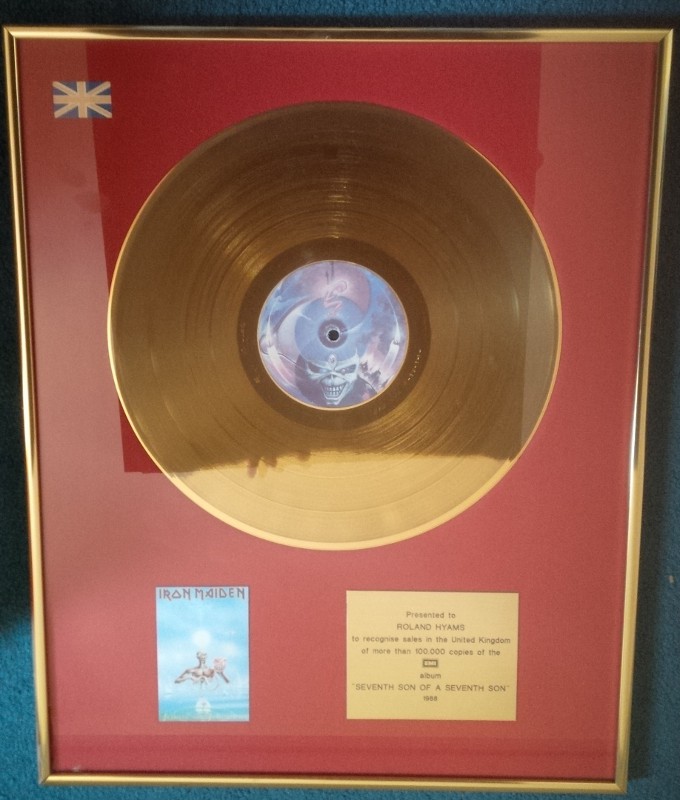 IRON MAIDEN
Presented to
ROLAND HYAMS
to recognise sales in the United Kingdom
of more than 100,000 copies of the
EMI
album
"SEVENTH SON OF A SEVENTH SON"
1988